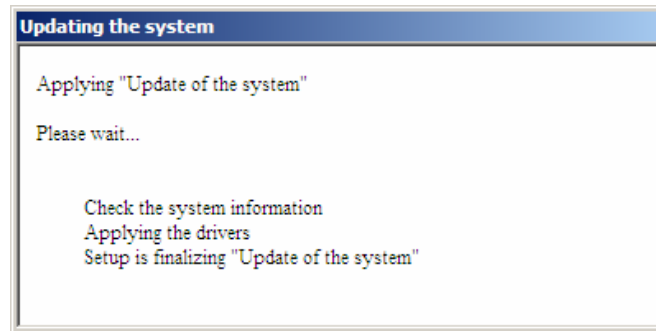 Updating the system
Applying "Update of the system"
Please wait...
Check the system information
Applying the drivers
Setup is finalizing "Update of the system"